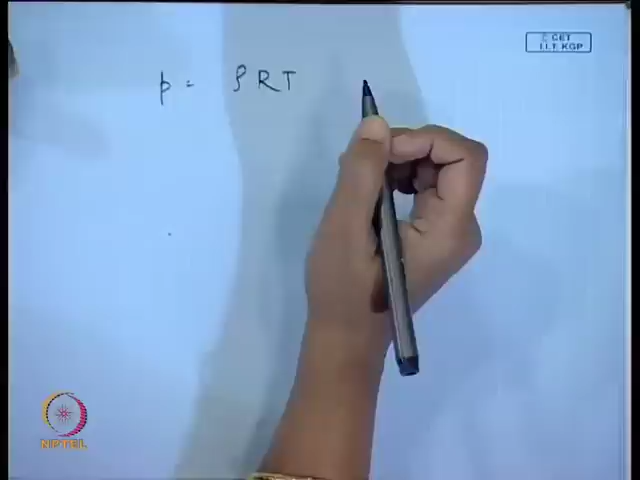 © CET
I.I.T. KGP
p = ρRT
NPTEL